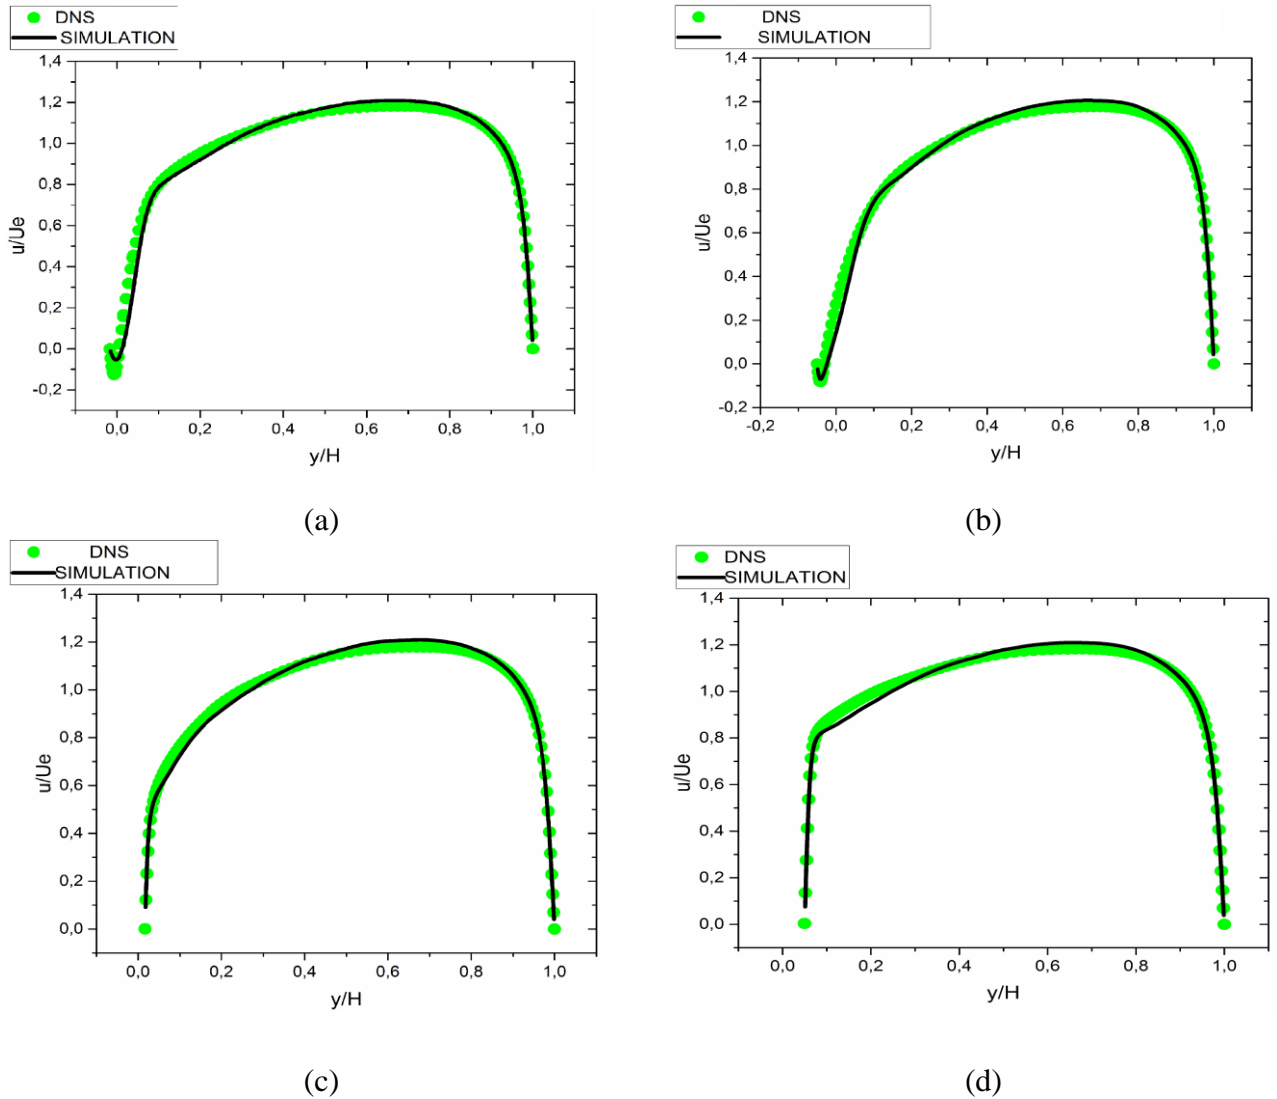 DNS
SIMULATION
1,4
1,2
1,0
0,8
0,6
0,4
0,2
0,0
-0,2
u/Ue
0,0 0,2 0,4 0,6 0,8 1,0
y/H
(a)
DNS
SIMULATION
1,4
1,2
1,0
0,8
0,6
0,4
0,2
0,0
-0,2
u/Ue
-0,2 0,0 0,2 0,4 0,6 0,8 1,0
y/H
(b)
DNS
SIMULATION
1,4
1,2
1,0
0,8
0,6
0,4
0,2
0,0
u/Ue
0,0 0,2 0,4 0,6 0,8 1,0
y/H
(c)
DNS
SIMULATION
1,4
1,2
1,0
0,8
0,6
0,4
0,2
0,0
u/Ue
0,0 0,2 0,4 0,6 0,8 1,0
y/H
(d)